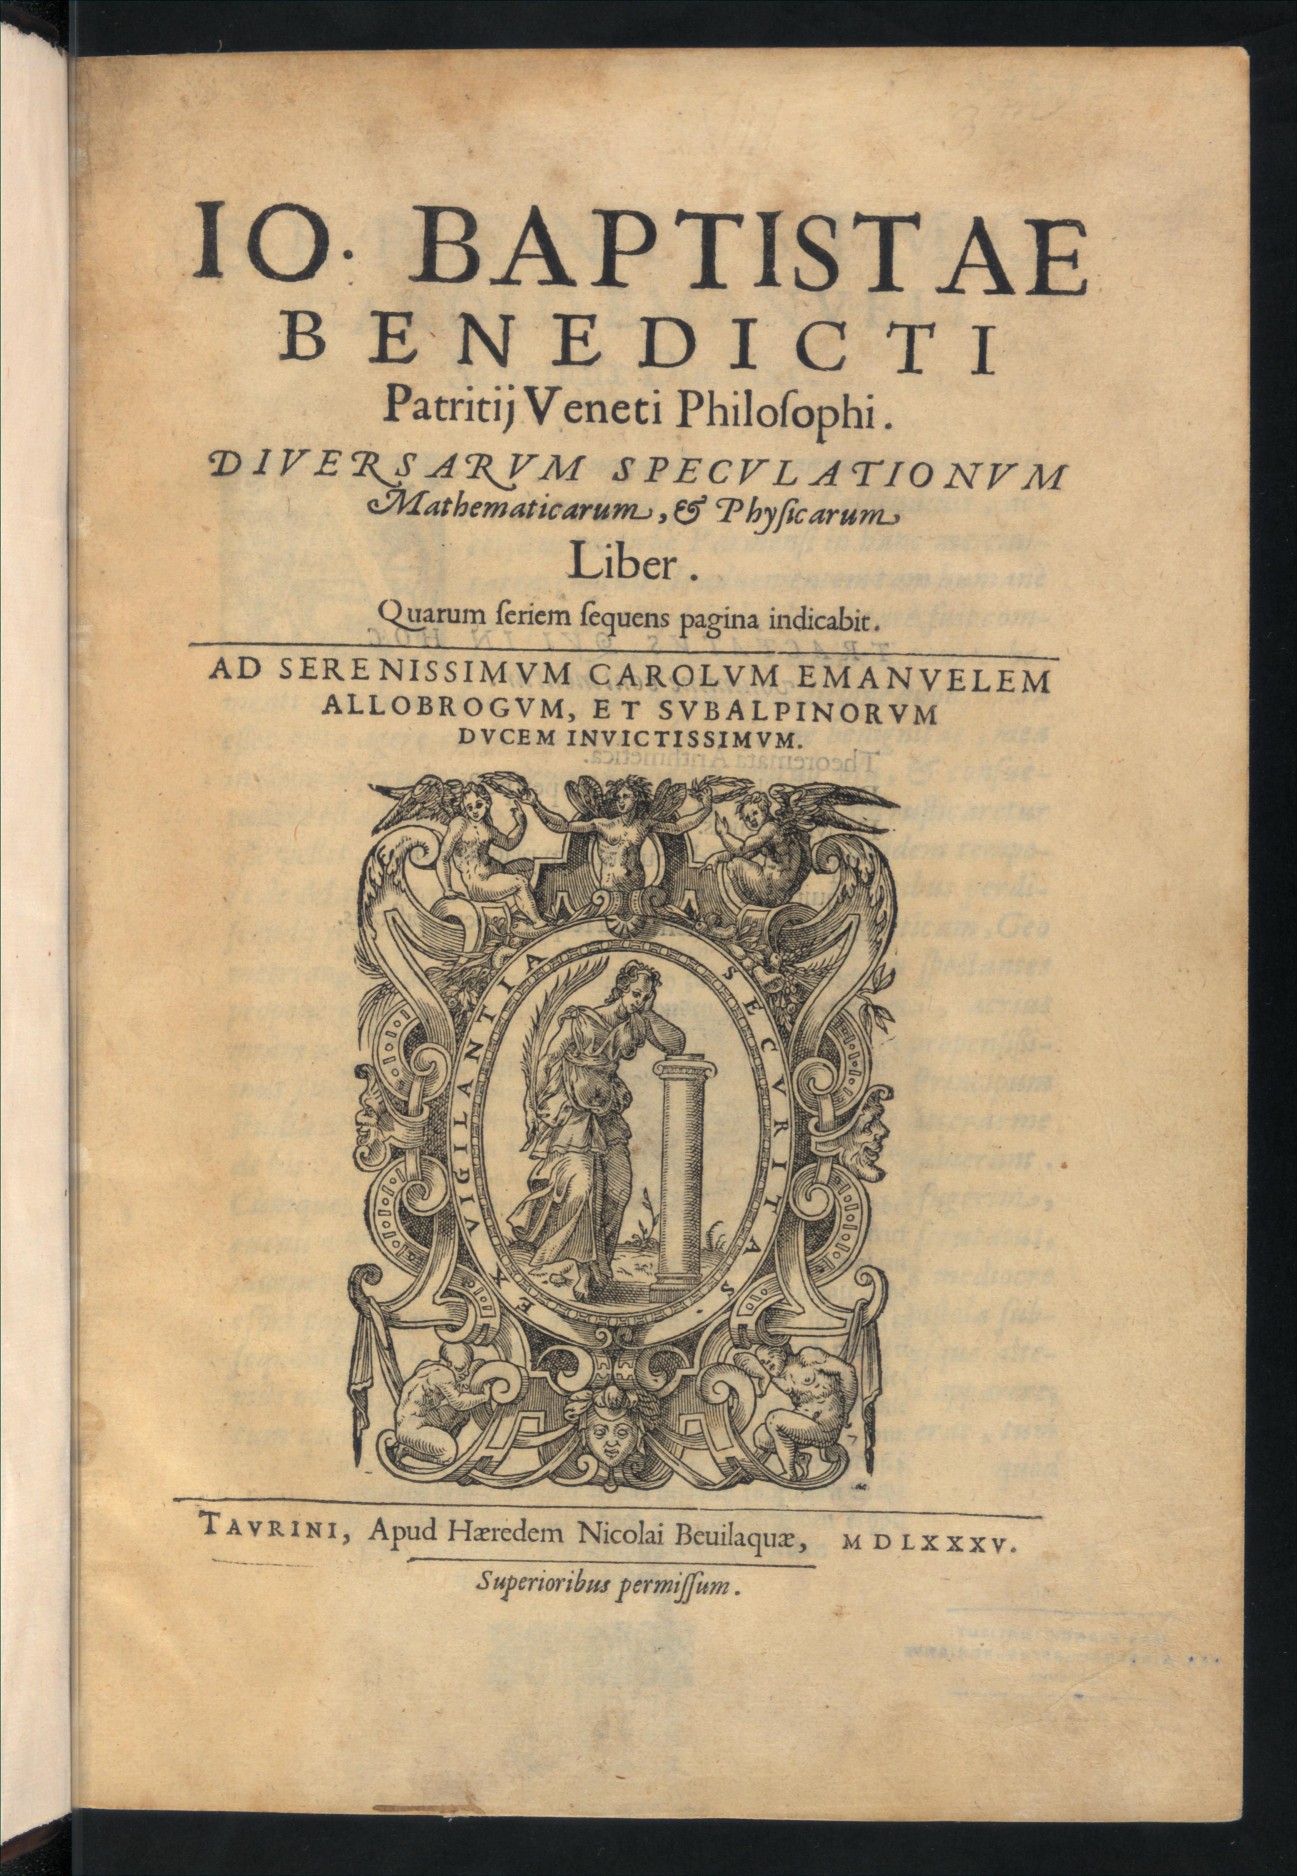 IO. BAPTISTAE
BENEDICTI
Patritij Veneti Philoſophi.
DIVERSARVM SPECVLATIONVM
Mathematicarum, & Phyſicarum
Liber.
Quarum ſeriem ſequens pagina indicabit.
AD SERENISSIMVM CAROLVM EMANVELEM
ALLOBROGVM, ET SVBALPINORVM
DVCEM INVICTISSIMVM.
EX VIGILANTIA SECVRITAS.
TAVRINI, Apud Hæredem Nicolai Beuilaquæ, MDLXXXV.
Superioribus permiſſum.